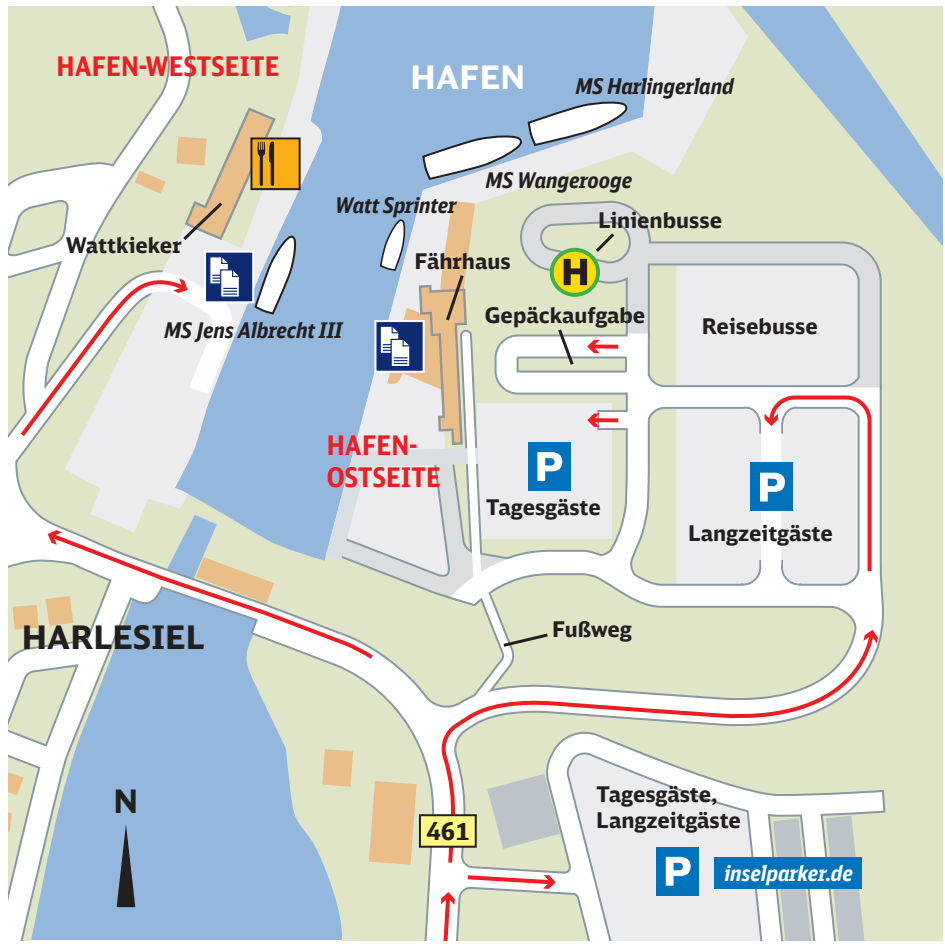 HAFEN-WESTSEITE
HAFEN
MS Harlingerland
MS Wangerooge
Watt Sprinter
Linienbusse
Wattkieker
Fährhaus
H
Gepäckaufgabe
MS Jens Albrecht III
Reisebusse
HAFEN-
OSTSEITE
P
Tagesgäste
P
Langzeitgäste
HARLESIEL
Fußweg
N
Tagesgäste,
Langzeitgäste
461
P
inselparker.de